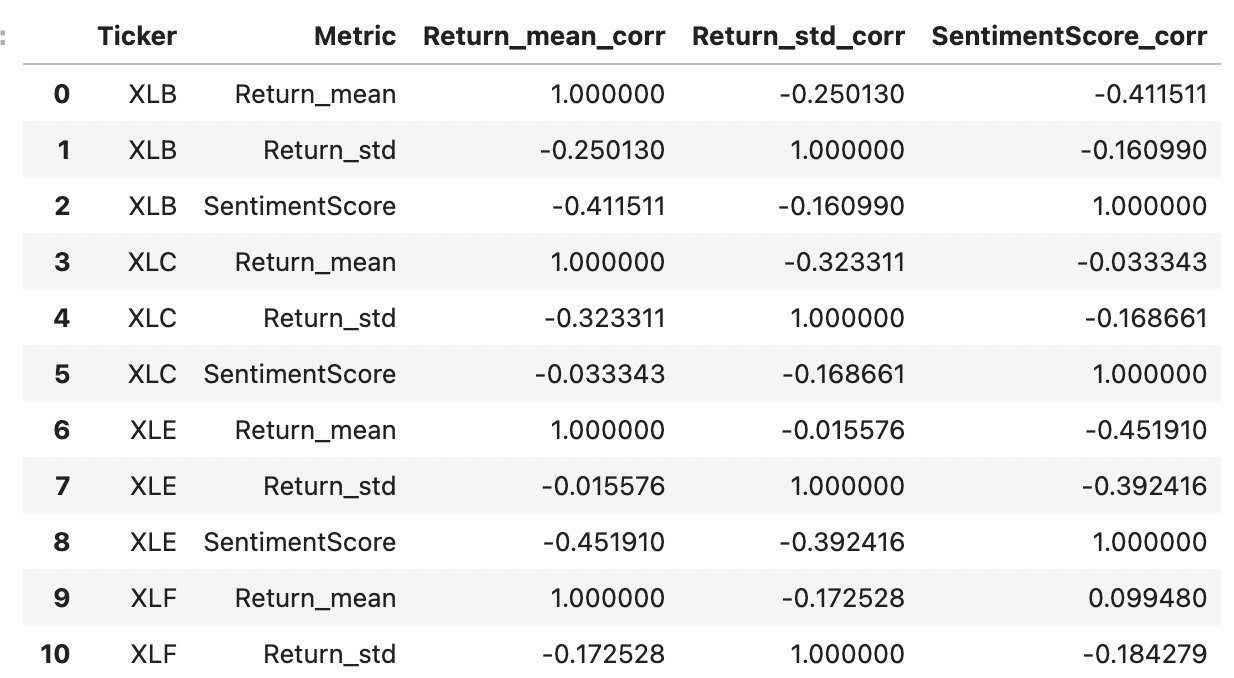 Ticker Metric Return_mean_corr Return_std_corr SentimentScore_corr
0 XLB Return_mean 1.000000 -0.250130 -0.411511
1 XLB Return_std -0.250130 1.000000 -0.160990
2 XLB SentimentScore -0.411511 -0.160990 1.000000
3 XLC Return_mean 1.000000 -0.323311 -0.033343
4 XLC Return_std -0.323311 1.000000 -0.168661
5 XLC SentimentScore -0.033343 -0.168661 1.000000
6 XLE Return_mean 1.000000 -0.015576 -0.451910
7 XLE Return_std -0.015576 1.000000 -0.392416
8 XLE SentimentScore -0.451910 -0.392416 1.000000
9 XLF Return_mean 1.000000 -0.172528 0.099480
10 XLF Return_std -0.172528 1.000000 -0.184279